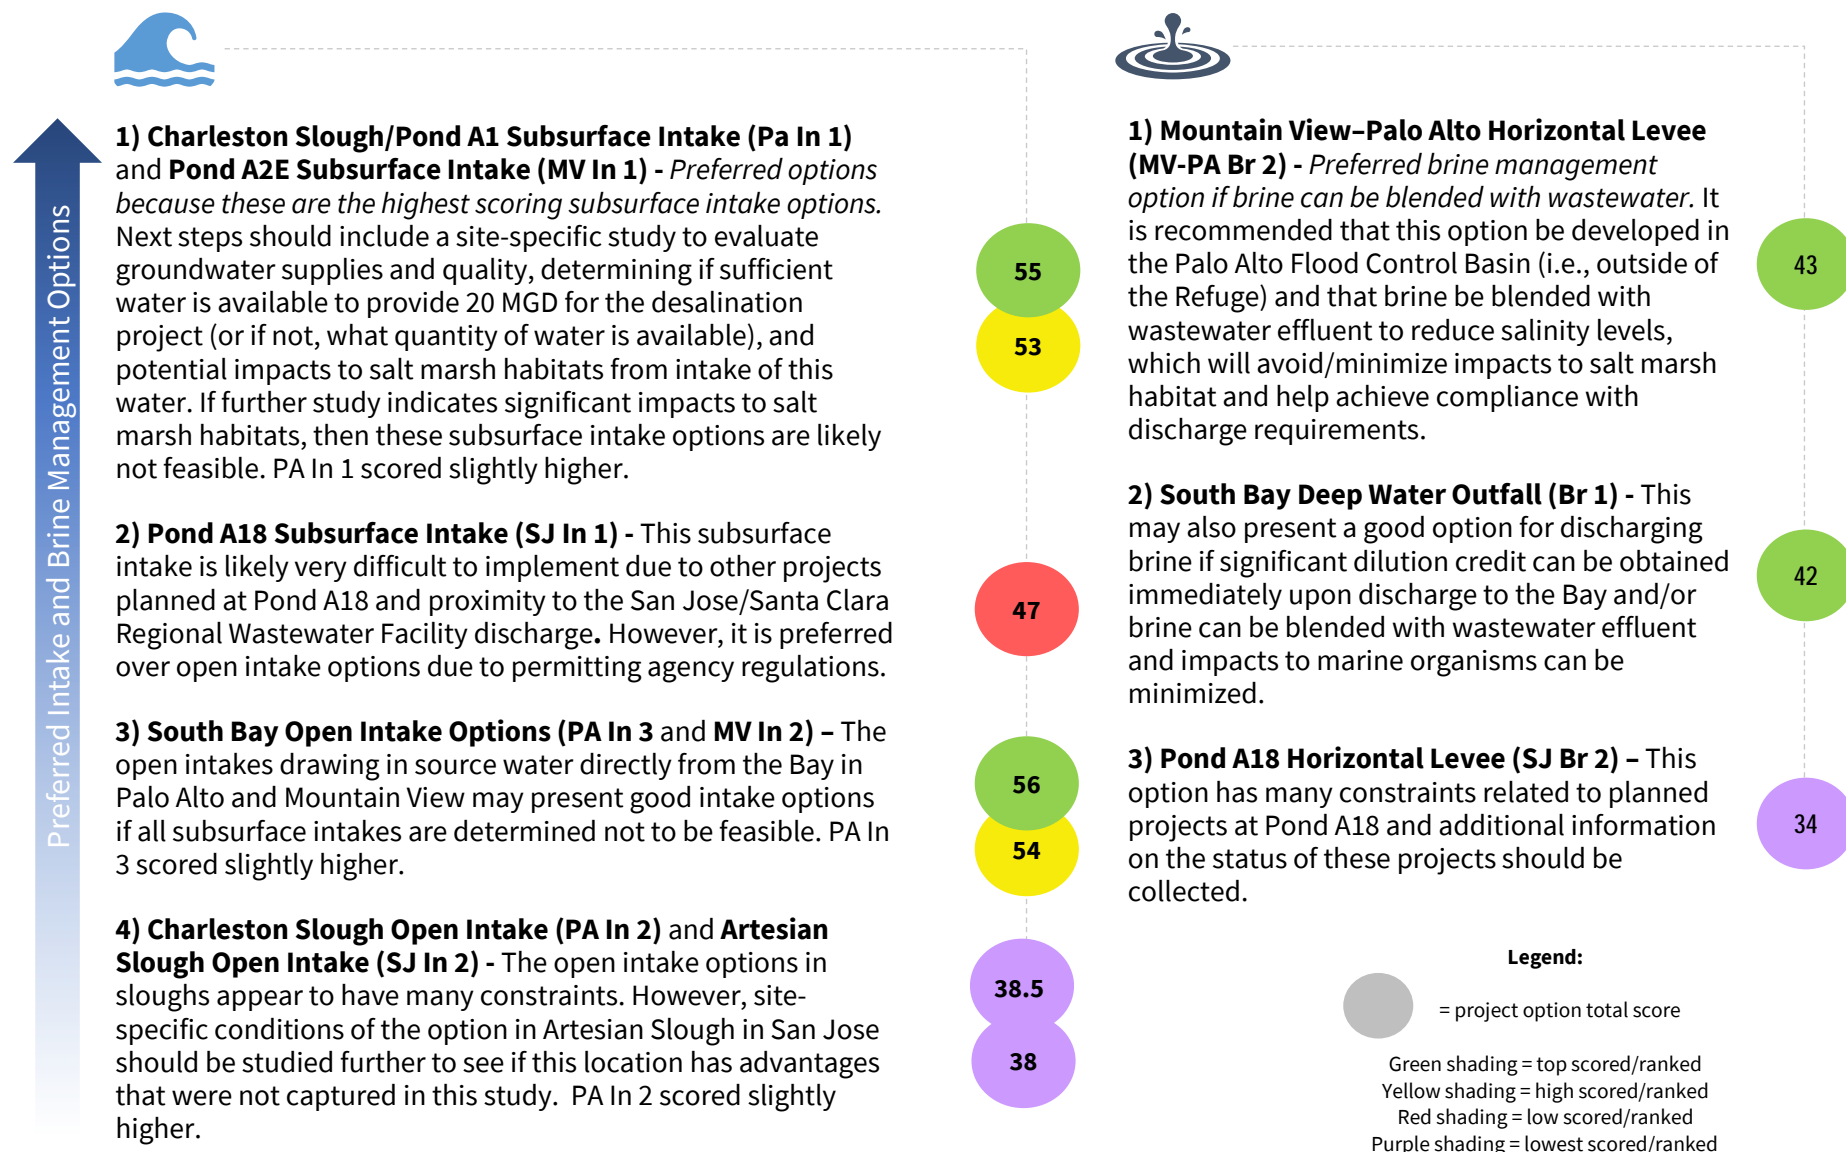 Preferred Intake and Brine Management Options
1) Charleston Slough/Pond A1 Subsurface Intake (Pa In 1)
and Pond A2E Subsurface Intake (MV In 1) - Preferred options
because these are the highest scoring subsurface intake options.
Next steps should include a site-specific study to evaluate
groundwater supplies and quality, determining if sufficient
water is available to provide 20 MGD for the desalination
project (or if not, what quantity of water is available), and
potential impacts to salt marsh habitats from intake of this
water. If further study indicates significant impacts to salt
marsh habitats, then these subsurface intake options are likely
not feasible. PA In 1 scored slightly higher.
55
53
2) Pond A18 Subsurface Intake (SJ In 1) - This subsurface
intake is likely very difficult to implement due to other projects
planned at Pond A18 and proximity to the San Jose/Santa Clara
Regional Wastewater Facility discharge. However, it is preferred
over open intake options due to permitting agency regulations.
47
3) South Bay Open Intake Options (PA In 3 and MV In 2) – The
open intakes drawing in source water directly from the Bay in
Palo Alto and Mountain View may present good intake options
if all subsurface intakes are determined not to be feasible. PA In
3 scored slightly higher.
56
54
4) Charleston Slough Open Intake (PA In 2) and Artesian
Slough Open Intake (SJ In 2) - The open intake options in
sloughs appear to have many constraints. However, site-
specific conditions of the option in Artesian Slough in San Jose
should be studied further to see if this location has advantages
that were not captured in this study.  PA In 2 scored slightly
higher.
38.5
38
1) Mountain View–Palo Alto Horizontal Levee
(MV-PA Br 2) - Preferred brine management
option if brine can be blended with wastewater. It
is recommended that this option be developed in
the Palo Alto Flood Control Basin (i.e., outside of
the Refuge) and that brine be blended with
wastewater effluent to reduce salinity levels,
which will avoid/minimize impacts to salt marsh
habitat and help achieve compliance with
discharge requirements.
43
2) South Bay Deep Water Outfall (Br 1) - This
may also present a good option for discharging
brine if significant dilution credit can be obtained
immediately upon discharge to the Bay and/or
brine can be blended with wastewater effluent
and impacts to marine organisms can be
minimized.
42
3) Pond A18 Horizontal Levee (SJ Br 2) – This
option has many constraints related to planned
projects at Pond A18 and additional information
on the status of these projects should be
collected.
34
Legend:
= project option total score
Green shading = top scored/ranked
Yellow shading = high scored/ranked
Red shading = low scored/ranked
Purple shading = lowest scored/ranked